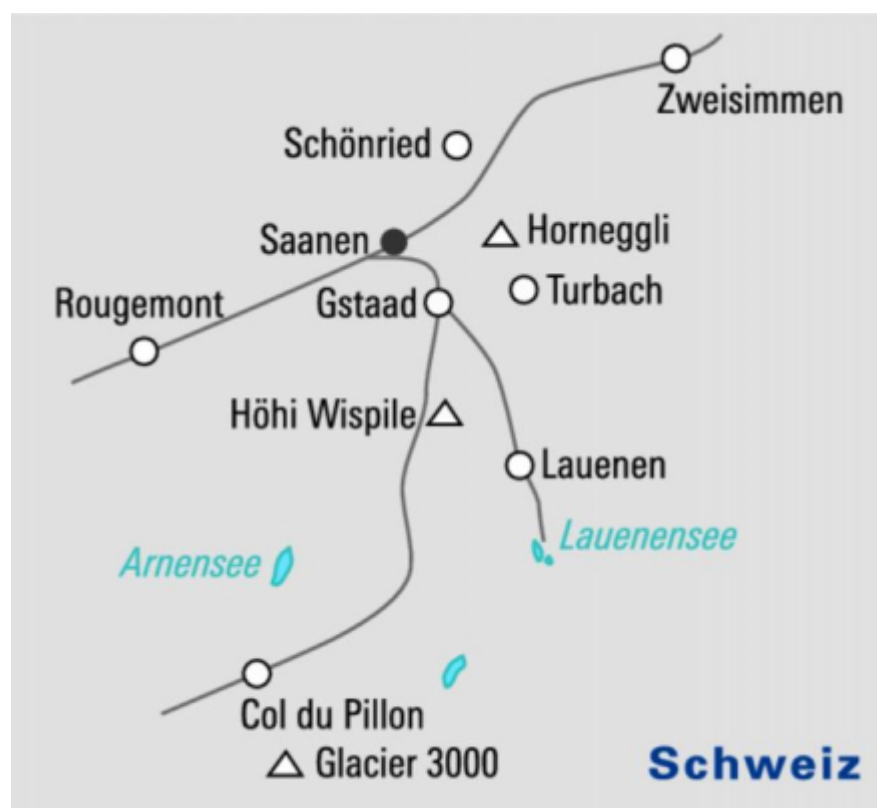 Zweisimmen
Schönried
Saanen
Horneggli
Turbach
Rougemont
Gstaad
Höhi Wispile
Lauenen
Lauenensee
Arnensee
Col du Pillon
Glacier 3000
Schweiz